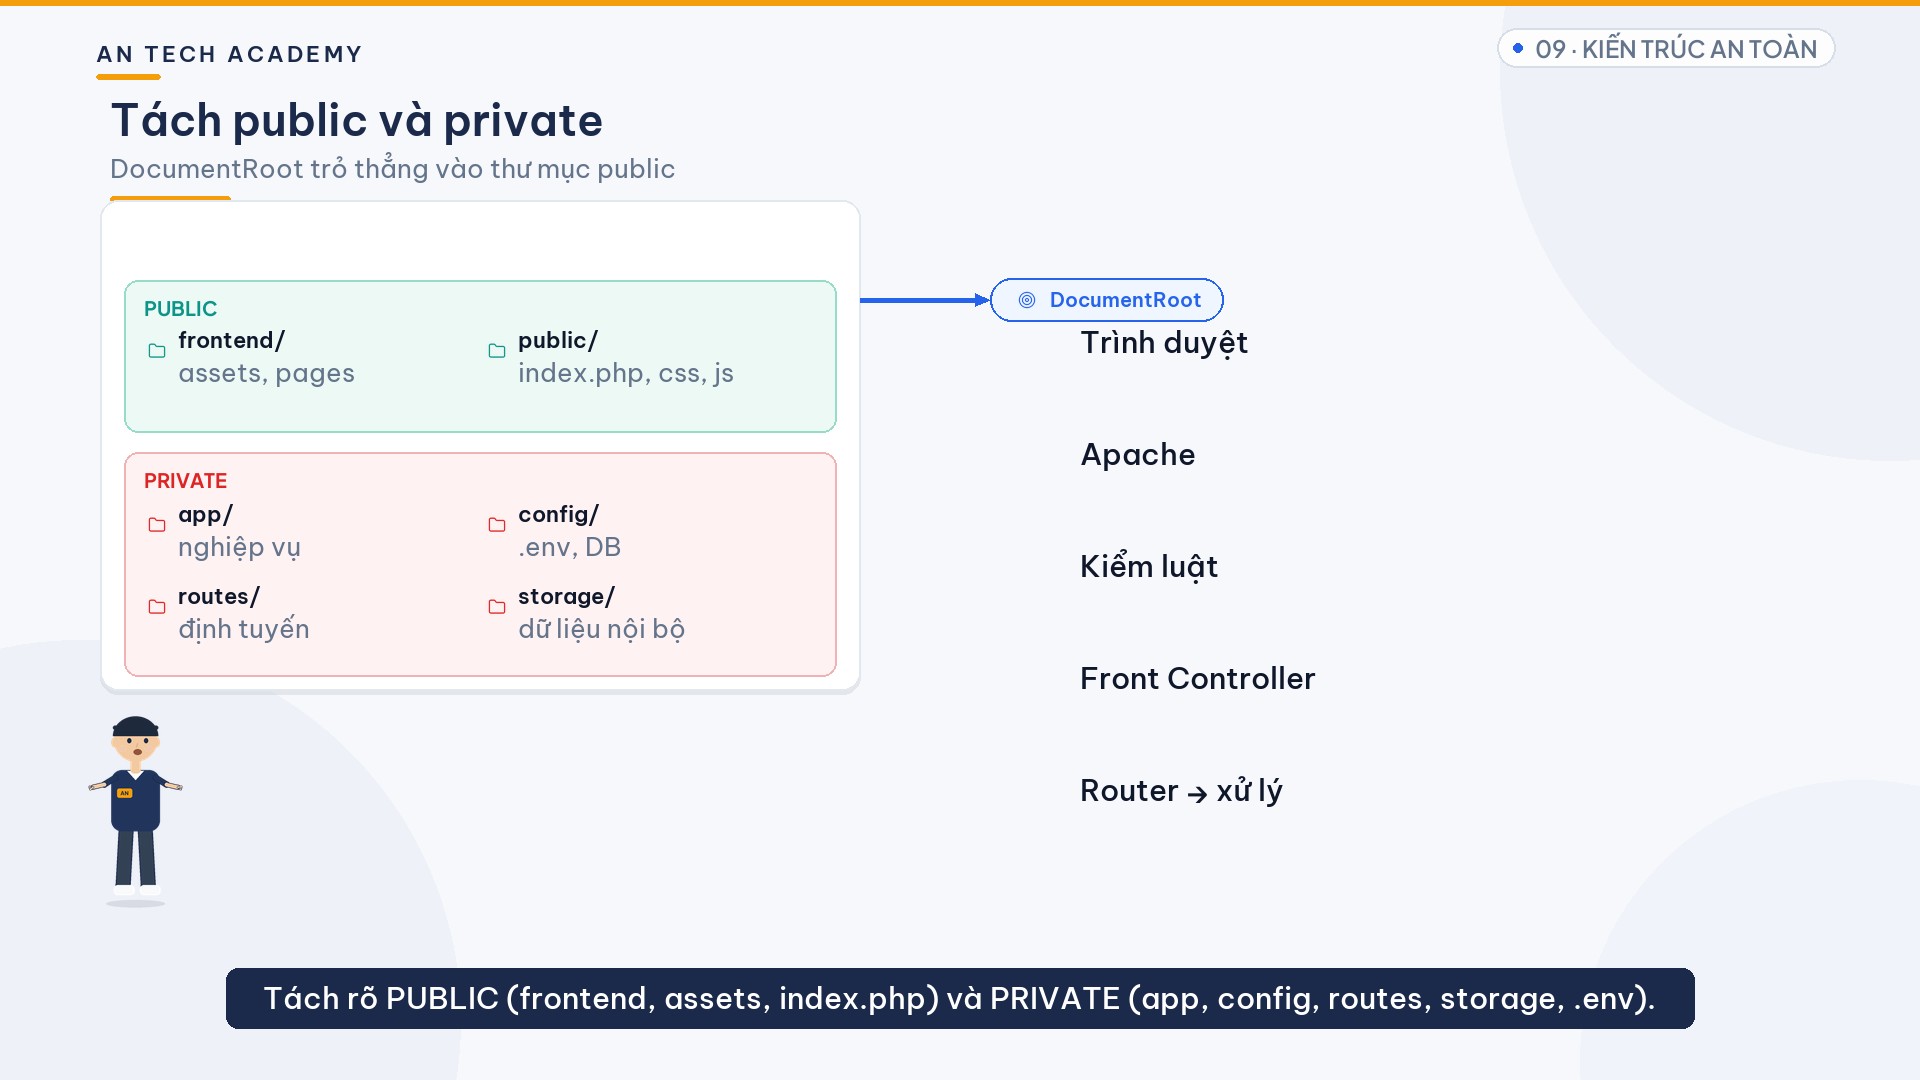 AN TECH ACADEMY
09 · KIẾN TRÚC AN TOÀN
Tách public và private
DocumentRoot trỏ thẳng vào thư mục public
PUBLIC
frontend/
assets, pages
public/
index.php, css, js
PRIVATE
app/
nghiệp vụ
config/
.env, DB
routes/
định tuyến
storage/
dữ liệu nội bộ
DocumentRoot
Trình duyệt
Apache
Kiểm luật
Front Controller
Router → xử lý
AN
Tách rõ PUBLIC (frontend, assets, index.php) và PRIVATE (app, config, routes, storage, .env).